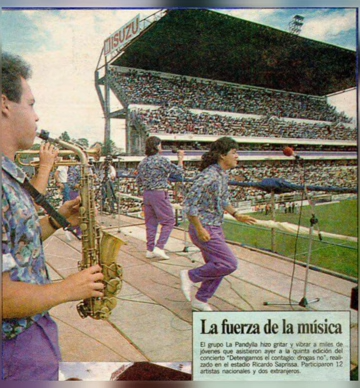 ISUZU
La fuerza de la música
El grupo La Pandylla hizo gritar y vibrar a miles de
jóvenes que asistieron ayer a la quinta edición del
concierto "Detengamos el contagio: drogas no", reali-
zado en el estadio Ricardo Saprissa. Participaron 12
artistas nacionales y dos extranjeros.